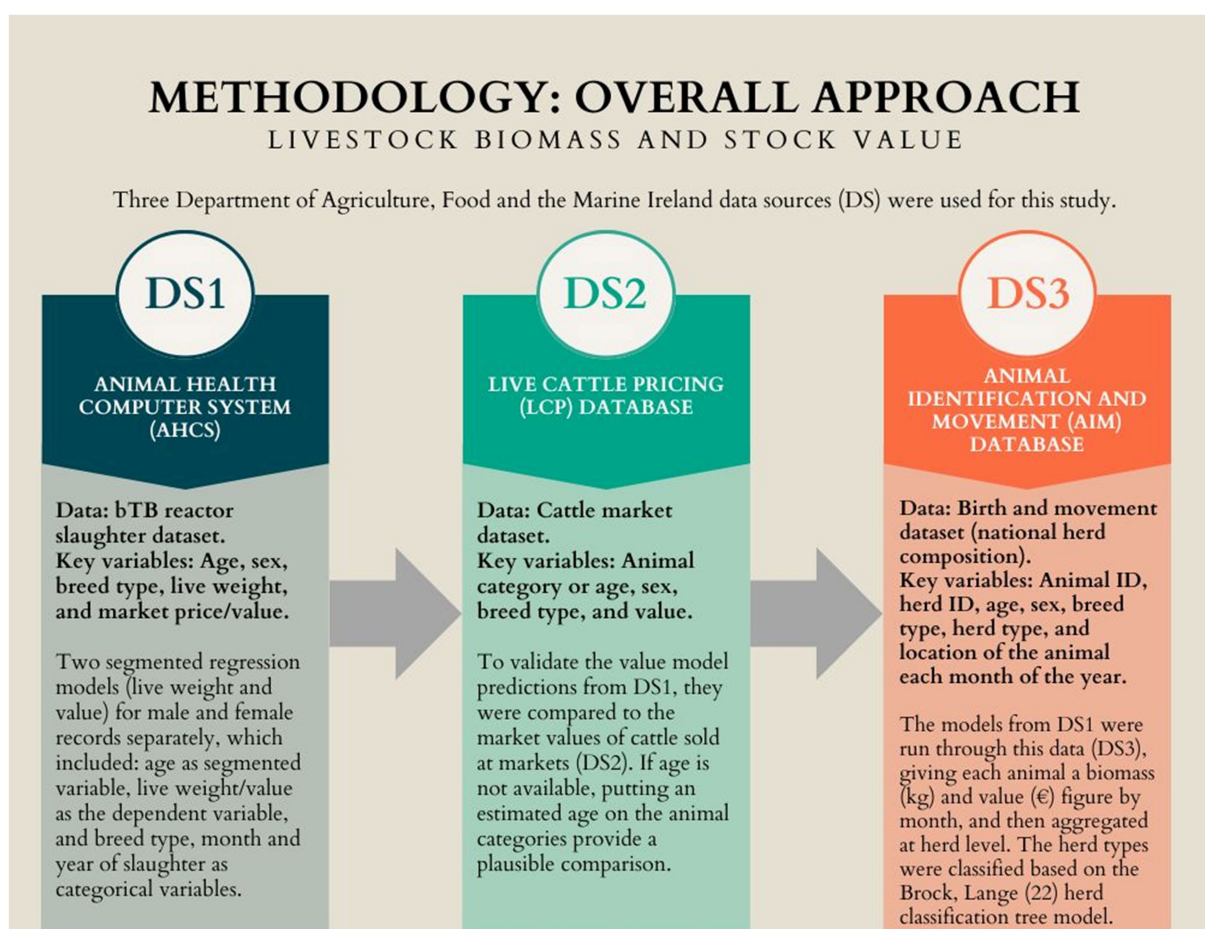 METHODOLOGY: OVERALL APPROACH
LIVESTOCK BIOMASS AND STOCK VALUE
Three Department of Agriculture, Food and the Marine Ireland data sources (DS) were used for this study.
DS1
ANIMAL HEALTH
COMPUTER SYSTEM
(AHCS)
Data: bTB reactor
slaughter dataset.
Key variables: Age, sex,
breed type, live weight,
and market price/value.
Two segmented regression
models (live weight and
value) for male and female
records separately, which
included: age as segmented
variable, live weight/value
as the dependent variable,
and breed type, month and
year of slaughter as
categorical variables.
DS2
LIVE CATTLE PRICING
(LCP) DATABASE
Data: Cattle market
dataset.
Key variables: Animal
category or age, sex,
breed type, and value.
To validate the value model
predictions from DS1, they
were compared to the
market values of cattle sold
at markets (DS2). If age is
not available, putting an
estimated age on the animal
categories provide a
plausible comparison.
DS3
ANIMAL
IDENTIFICATION AND
MOVEMENT (AIM)
DATABASE
Data: Birth and movement
dataset (national herd
composition).
Key variables: Animal ID,
herd ID, age, sex, breed
type, herd type, and
location of the animal
each month of the year.
The models from DS1 were
run through this data (DS3),
giving each animal a biomass
(kg) and value (€) figure by
month, and then aggregated
at herd level. The herd types
were classified based on the
Brock, Lange (22) herd
classification tree model.